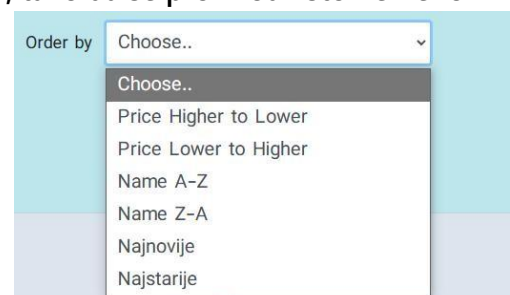 Order by Choose..
Choose..
Price Higher to Lower
Price Lower to Higher
Name A-Z
Name Z-A
Najnovije
Najstarije